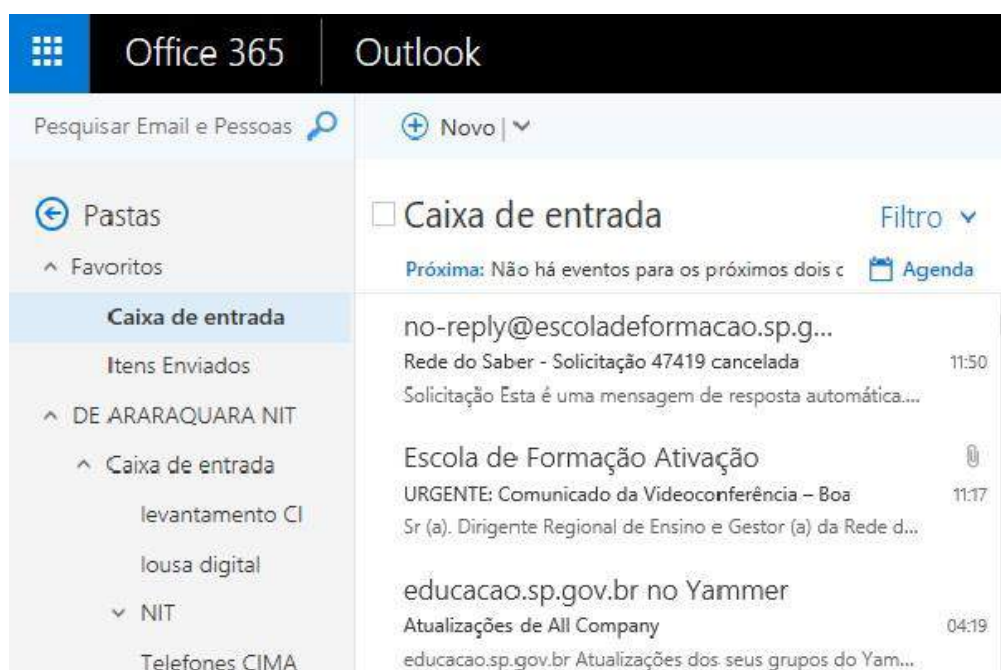 Office 365
Outlook
Pesquisar Email e Pessoas
Novo
Pastas
Favoritos
Caixa de entrada
Itens Enviados
DE ARARAQUARA NIT
Caixa de entrada
levantamento CI
lousa digital
NIT
Telefones CIMA
Caixa de entrada
Filtro
Próxima: Não há eventos para os próximos dois c
Agenda
no-reply@escoladeformacao.sp.g...
Rede do Saber - Solicitação 47419 cancelada 11:50
Solicitação Esta é uma mensagem de resposta automática....
Escola de Formação Ativação
URGENTE: Comunicado da Videoconferência – Boa 11:17
Sr (a). Dirigente Regional de Ensino e Gestor (a) da Rede d...
educacao.sp.gov.br no Yammer
Atualizações de All Company 04:19
educacao.sp.gov.br Atualizações dos seus grupos do Yam...